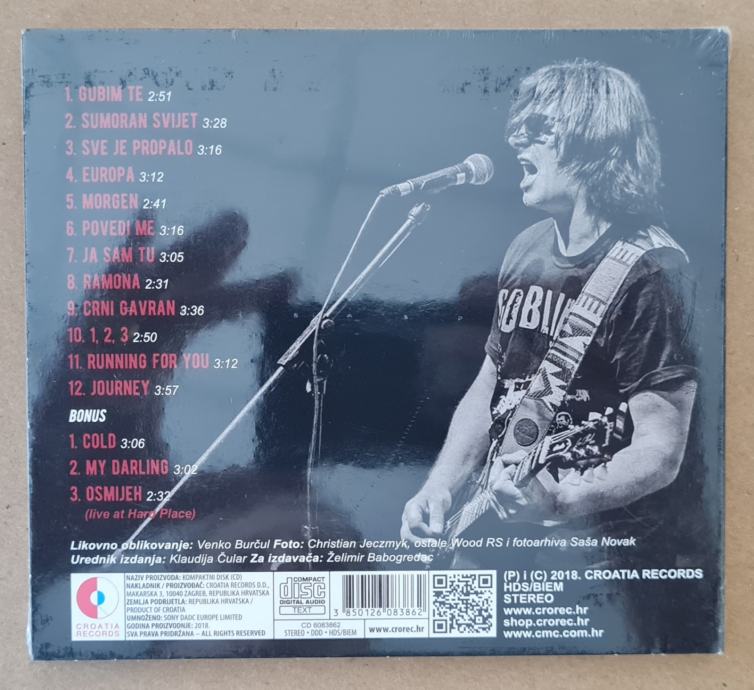 1. GUBIM TE 2:51
2. SUMORAN SVIJET 3:28
3. SVE JE PROPALO 3:16
4. EUROPA 3:12
5. MORGEN 2:41
6. POVEDI ME 3:16
7. JA SAM TU 3:05
8. RAMONA 2:31
9. CRNI GAVRAN 3:36
10. 1, 2, 3 2:50
11. RUNNING FOR YOU 3:12
12. JOURNEY 3:57
BONUS
1. COLD 3:06
2. MY DARLING 3:02
3. OSMIJEH 2:32
(live at Hard Place)
Likovno oblikovanje: Venko Burčul Foto: Christian Jeczmyk, ostale Wood RS i fotoarhiva Saša Novak
Urednik izdanja: Klaudija Čular Za izdavača: Želimir Babogredac
CROATIA
RECORDS
NAZIV PROIZVODA: KOMPAKTNI DISK (CD)
NAKLADNIK / PROIZVOĐAČ: CROATIA RECORDS D.D.,
MAKARSKA 3, 10040 ZAGREB, REPUBLIKA HRVATSKA
ZEMLJA PODRIJETLA: REPUBLIKA HRVATSKA /
PRODUCT OF CROATIA
UMNOŽENO: SONY DADC EUROPE LIMITED
GODINA PROIZVODNJE: 2018.
SVA PRAVA PRIDRŽANA – ALL RIGHTS RESERVED
COMPACT
disc
DIGITAL AUDIO
TEXT
CD 6083862
STEREO • DDD • HDS/BIEM
3 850126 083862
www.crorec.hr
(P) i (C) 2018. CROATIA RECORDS
HDS/BIEM
STEREO
www.crorec.hr
shop.crorec.hr
www.cmc.com.hr